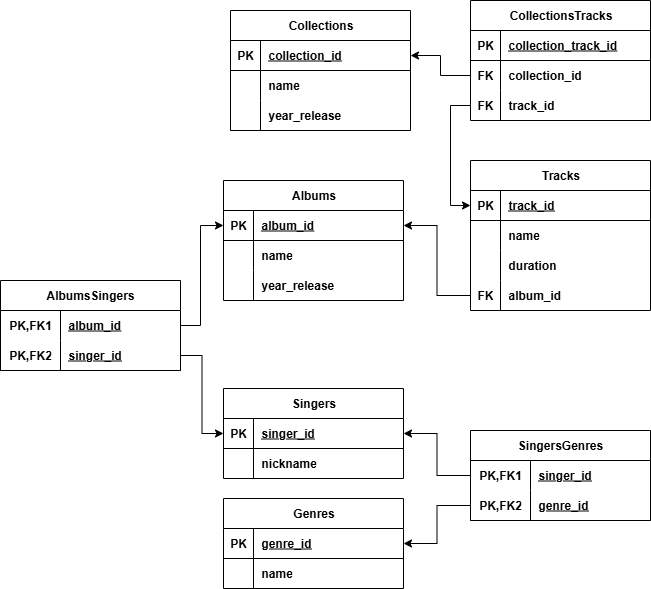 Collections
PK collection_id
name
year_release
CollectionsTracks
PK collection_track_id
FK collection_id
FK track_id
Albums
PK album_id
name
year_release
Tracks
PK track_id
name
duration
FK album_id
AlbumsSingers
PK,FK1 album_id
PK,FK2 singer_id
Singers
PK singer_id
nickname
SingersGenres
PK,FK1 singer_id
PK,FK2 genre_id
Genres
PK genre_id
name